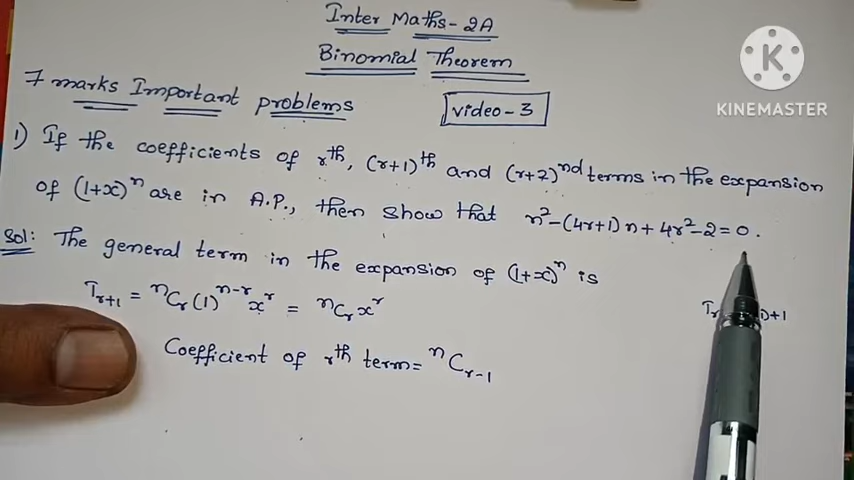 Inter Maths-2A
Binomial Theorem
7 marks Important problems
video-3
KINEMASTER
1) If the coefficients of rth, (r+1)th and (r+2)nd terms in the expansion
of (1+x)^n are in A.P., then show that n²-(4r+1)n+4r²-2=0.
Sol: The general term in the expansion of (1+x)^n is
T_{r+1} = ^nC_r (1)^{n-r} x^r = ^nC_r x^r
Coefficient of rth term = ^nC_{r-1}